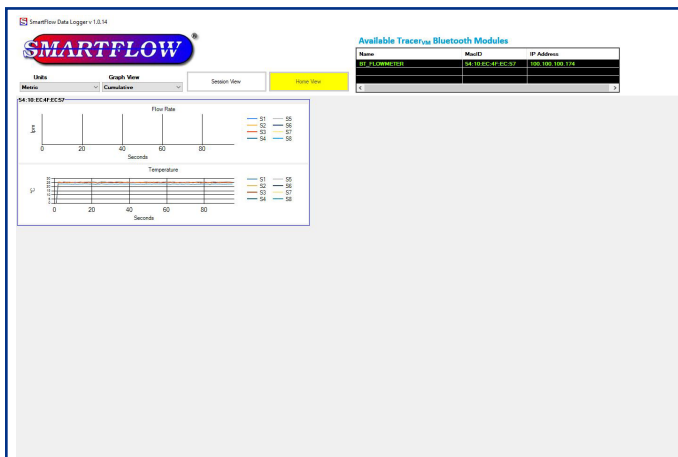 SmartFlow Data Logger v 1.0.14
SMARTFLOW®
Available TracerVM Bluetooth Modules
Name MacID IP Address
BT_FLOWMETER 54:10:EC:4F:EC:57 100.100.100.174
Units Graph View
Metric Cumulative
Session View Home View
54:10:EC:4F:EC:57
Flow Rate
lpm
0 20 40 60 80
Seconds
S1 S5
S2 S6
S3 S7
S4 S8
Temperature
°C
0 20 40 60 80
Seconds
S1 S5
S2 S6
S3 S7
S4 S8